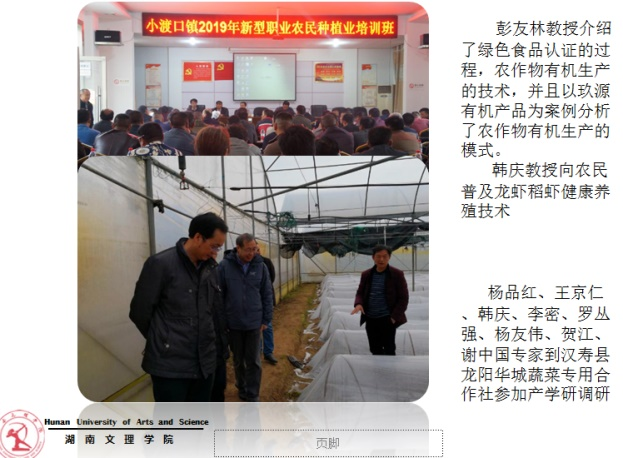 小渡口镇2019年新型职业农民种植业培训班
彭友林教授介绍
了绿色食品认证的过
程，农作物有机生产
的技术，并且以玖源
有机产品为案例分析
了农作物有机生产的
模式。
韩庆教授向农民
普及龙虾稻虾健康养
殖技术
杨品红、王京仁
、韩庆、李密、罗丛
强、杨友伟、贺江、
谢中国专家到汉寿县
龙阳华城蔬菜专用合
作社参加产学研调研
Hunan University of Arts and Science
湖南文理学院
页脚